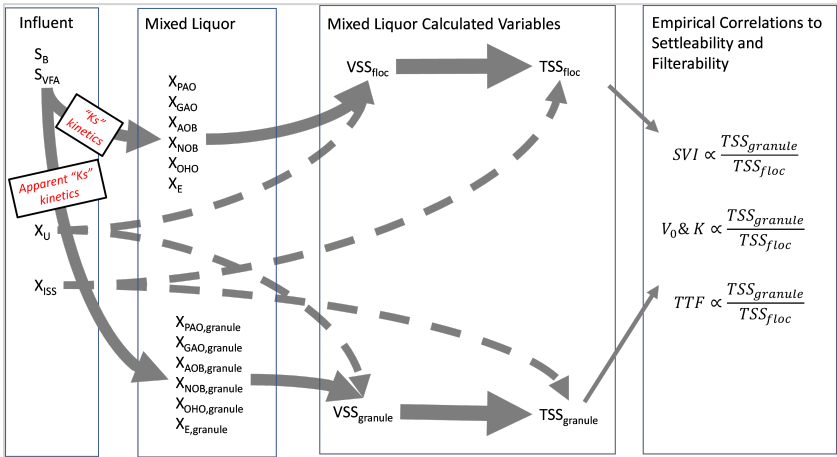 Influent
S_B
S_VFA
"Ks"
kinetics
Apparent "Ks"
kinetics
X_U
X_ISS
Mixed Liquor
X_PAO
X_GAO
X_AOB
X_NOB
X_OHO
X_E
X_PAO,granule
X_GAO,granule
X_AOB,granule
X_NOB,granule
X_OHO,granule
X_E,granule
Mixed Liquor Calculated Variables
VSS_floc
TSS_floc
VSS_granule
TSS_granule
Empirical Correlations to
Settleability and
Filterability
SVI ∝ TSS_granule / TSS_floc
V_0 & K ∝ TSS_granule / TSS_floc
TTF ∝ TSS_granule / TSS_floc